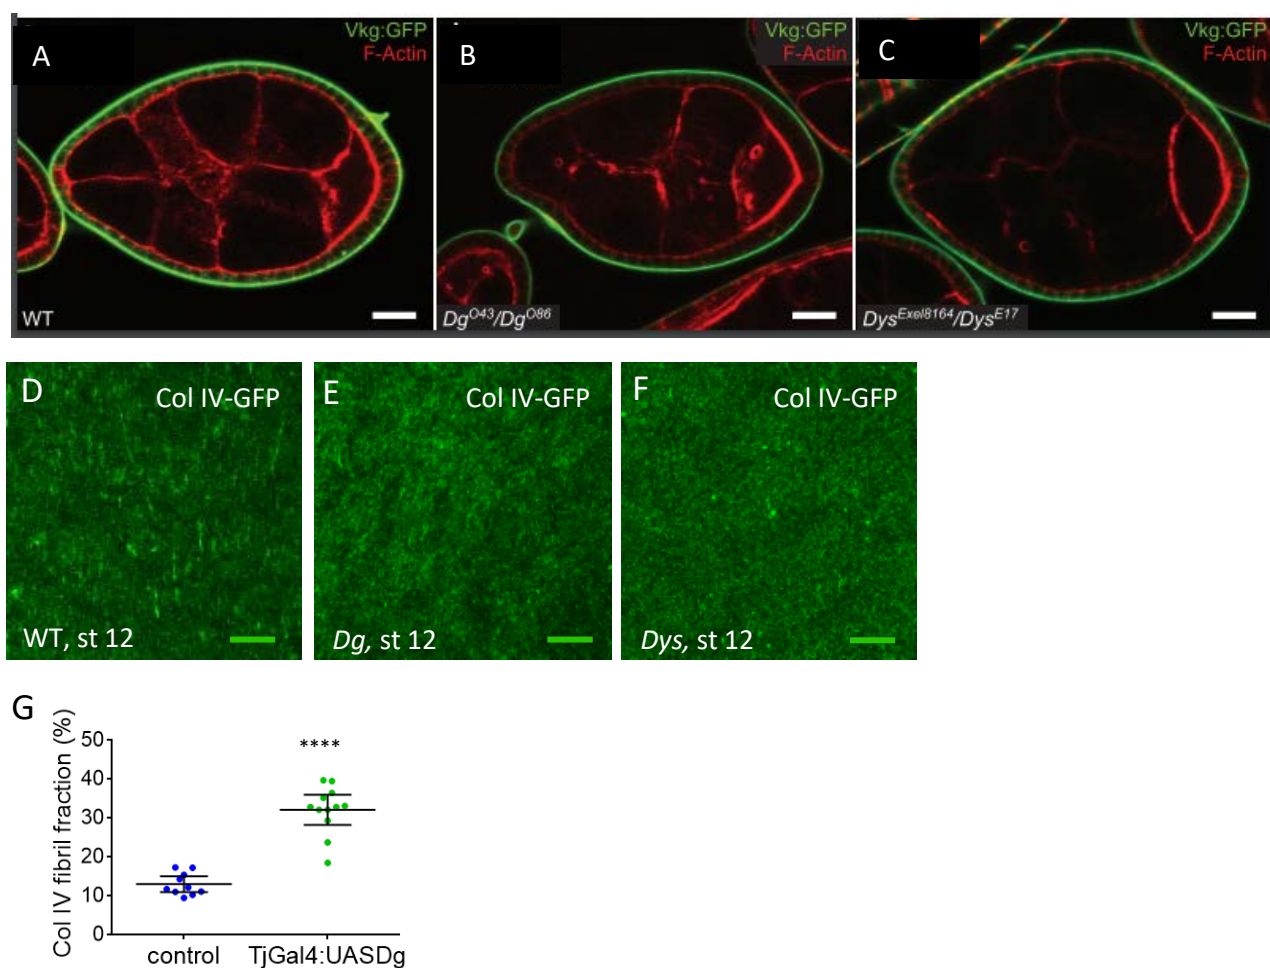 A
Vkg:GFP
F-Actin
WT
B
Vkg:GFP
F-Actin
Dg^O43/Dg^O86
C
Vkg:GFP
F-Actin
Dys^Exel8164/Dys^E17
D
Col IV-GFP
WT, st 12
E
Col IV-GFP
Dg, st 12
F
Col IV-GFP
Dys, st 12
G
Col IV fibril fraction (%)
50
40
30
20
10
0
****
control
TjGal4:UASDg